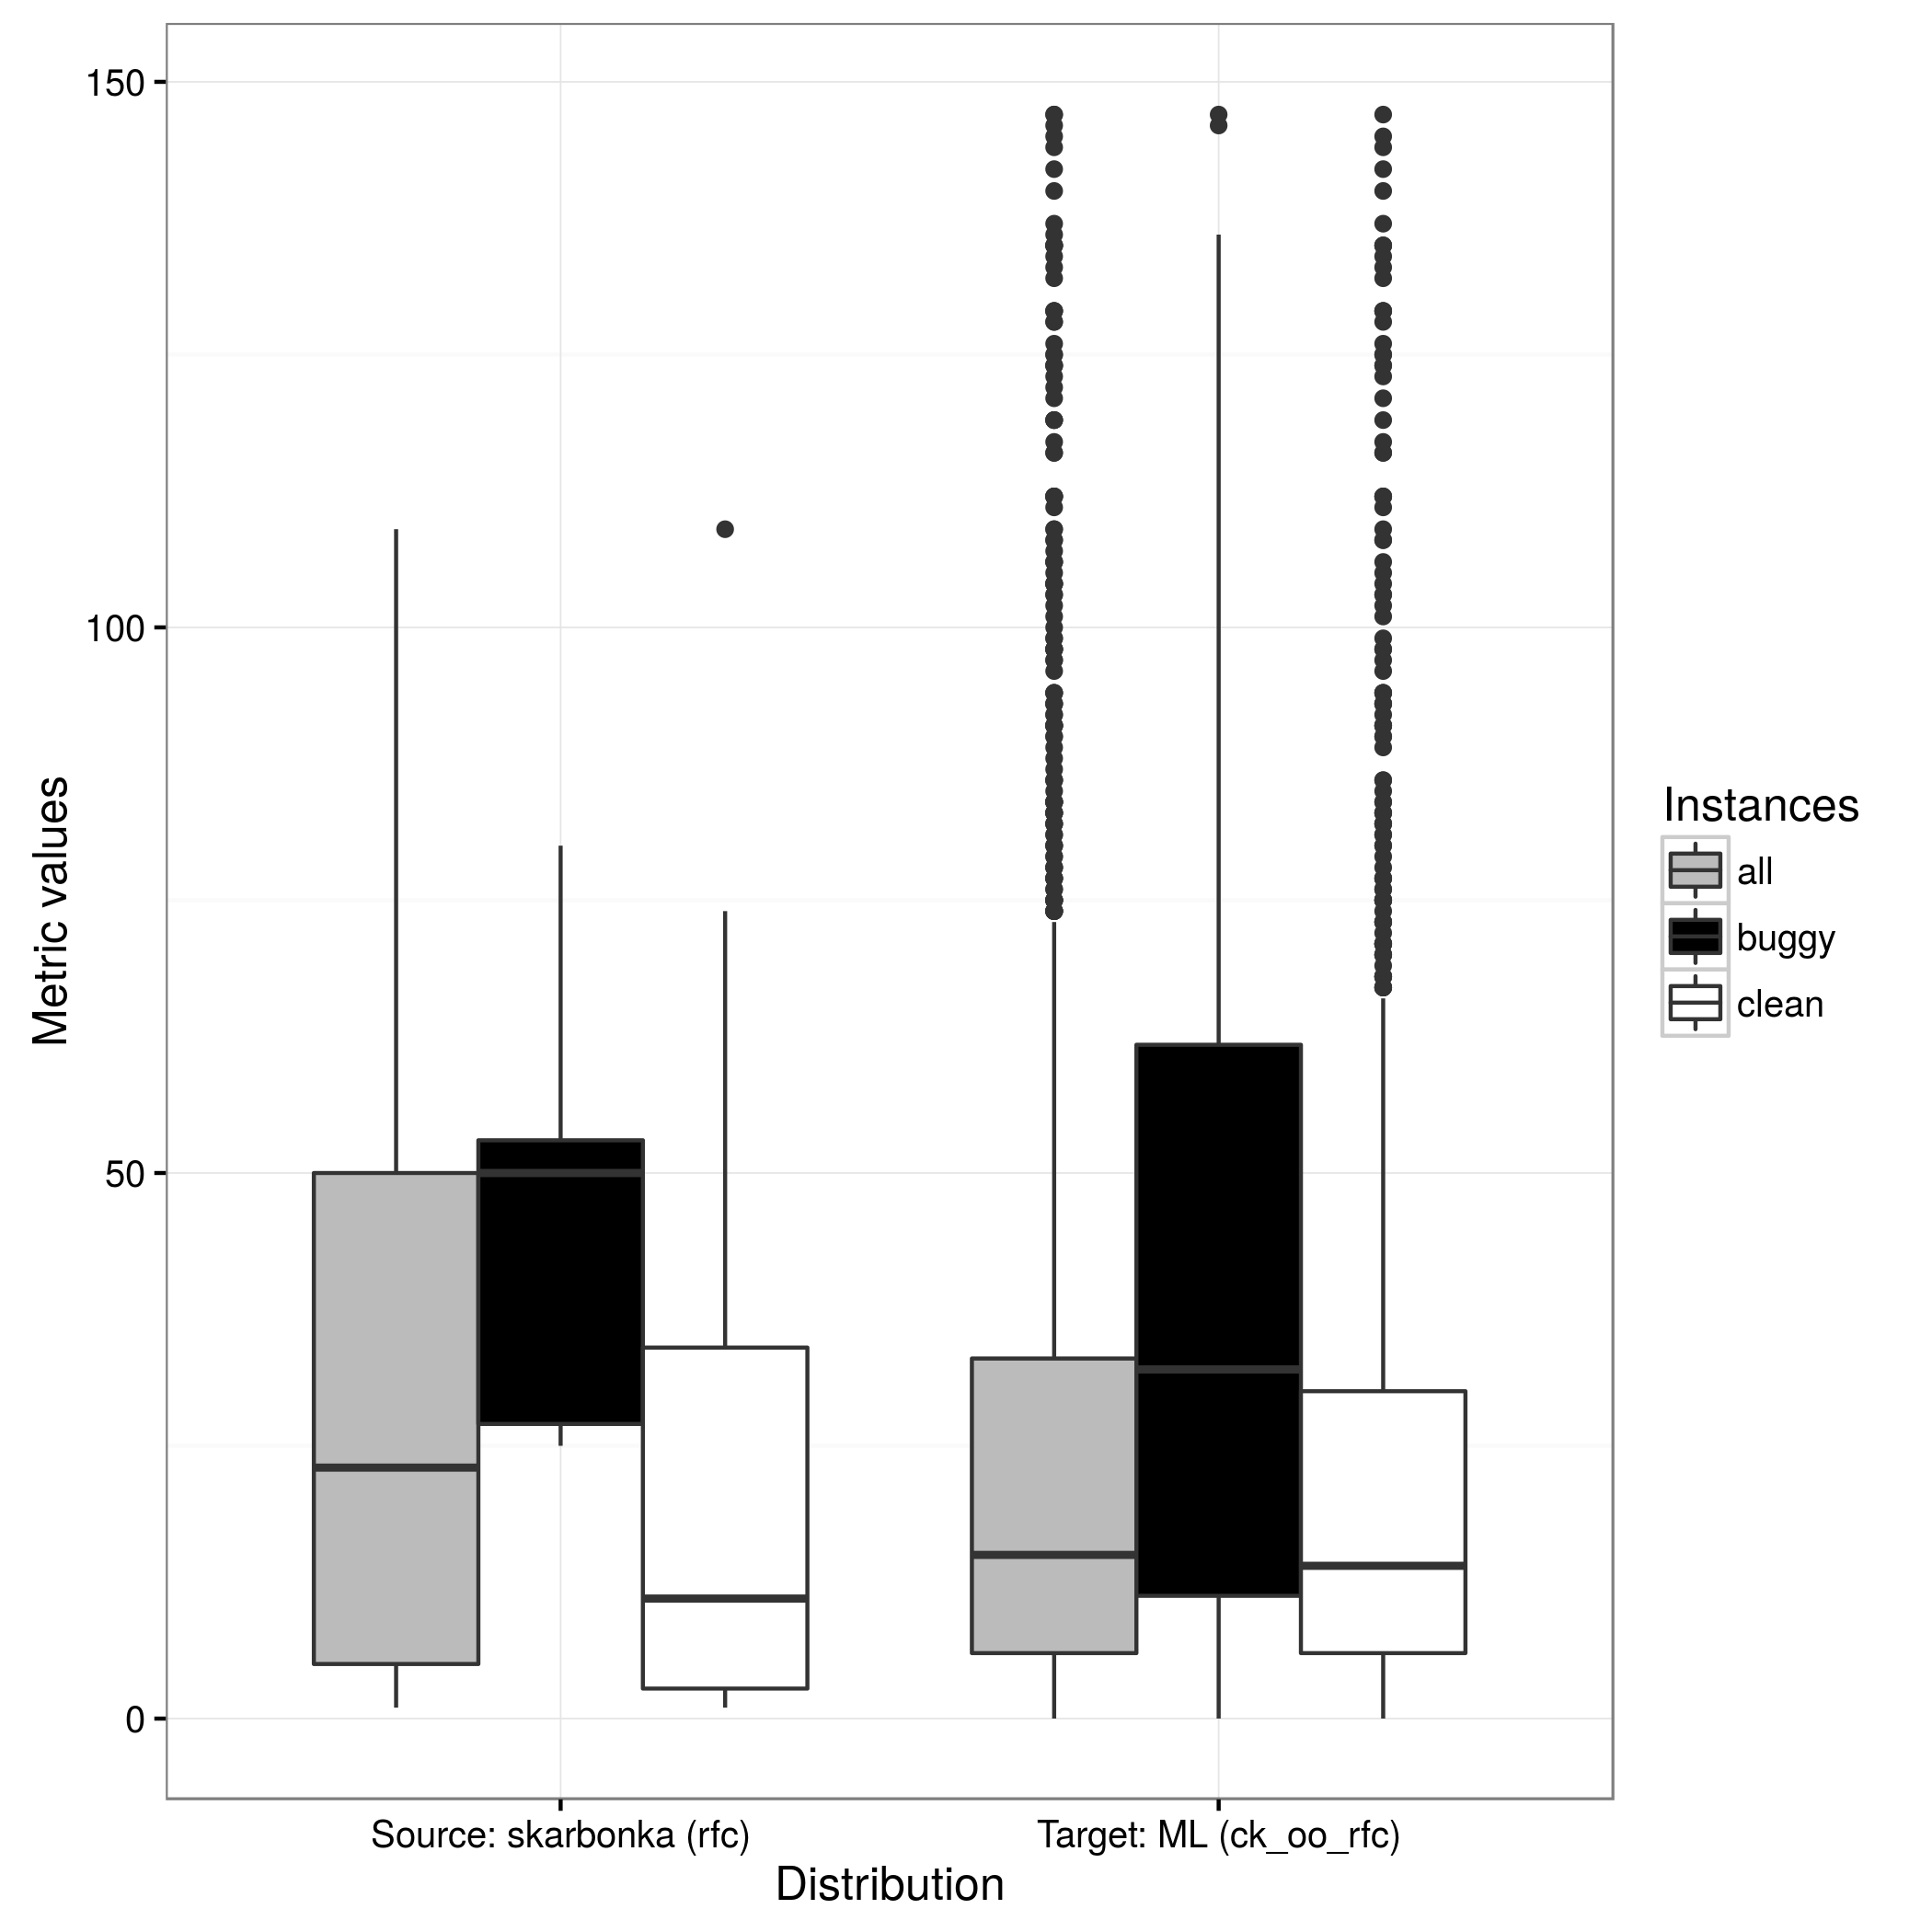 150
100
50
0
Metric values
Source: skarbonka (rfc)
Target: ML (ck_oo_rfc)
Distribution
Instances
all
buggy
clean